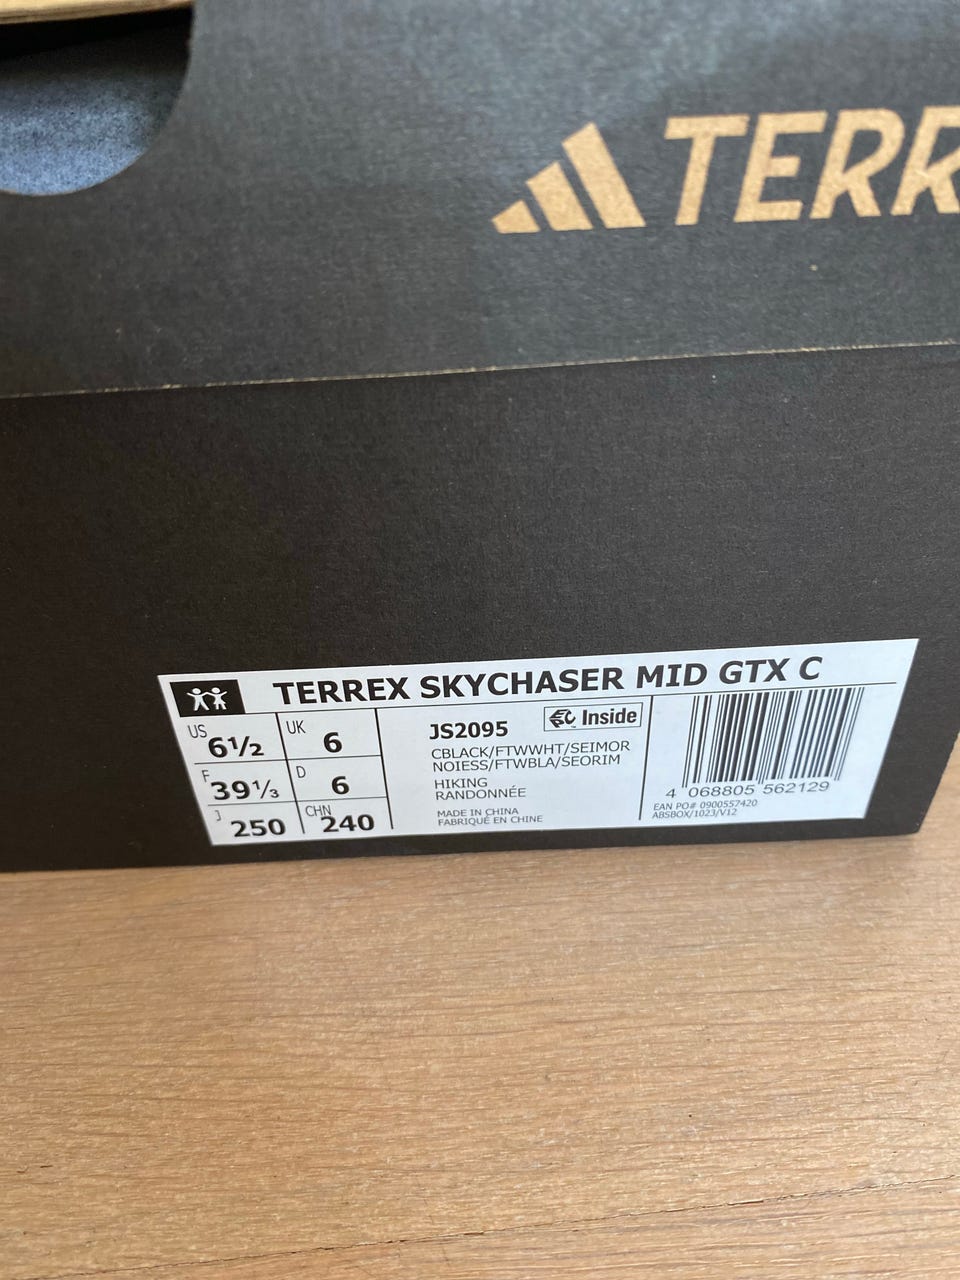 TERR
TERREX SKYCHASER MID GTX C
US 6½ UK 6
F 39⅓ D 6
J 250 CHN 240
JS2095 Inside
CBLACK/FTWWHT/SEIMOR
NOIESS/FTWBLA/SEORIM
HIKING
RANDONNÉE
MADE IN CHINA
FABRIQUÉ EN CHINE
4 068805 562129
EAN PO# 0900557420
ABSBOX/1023/V12